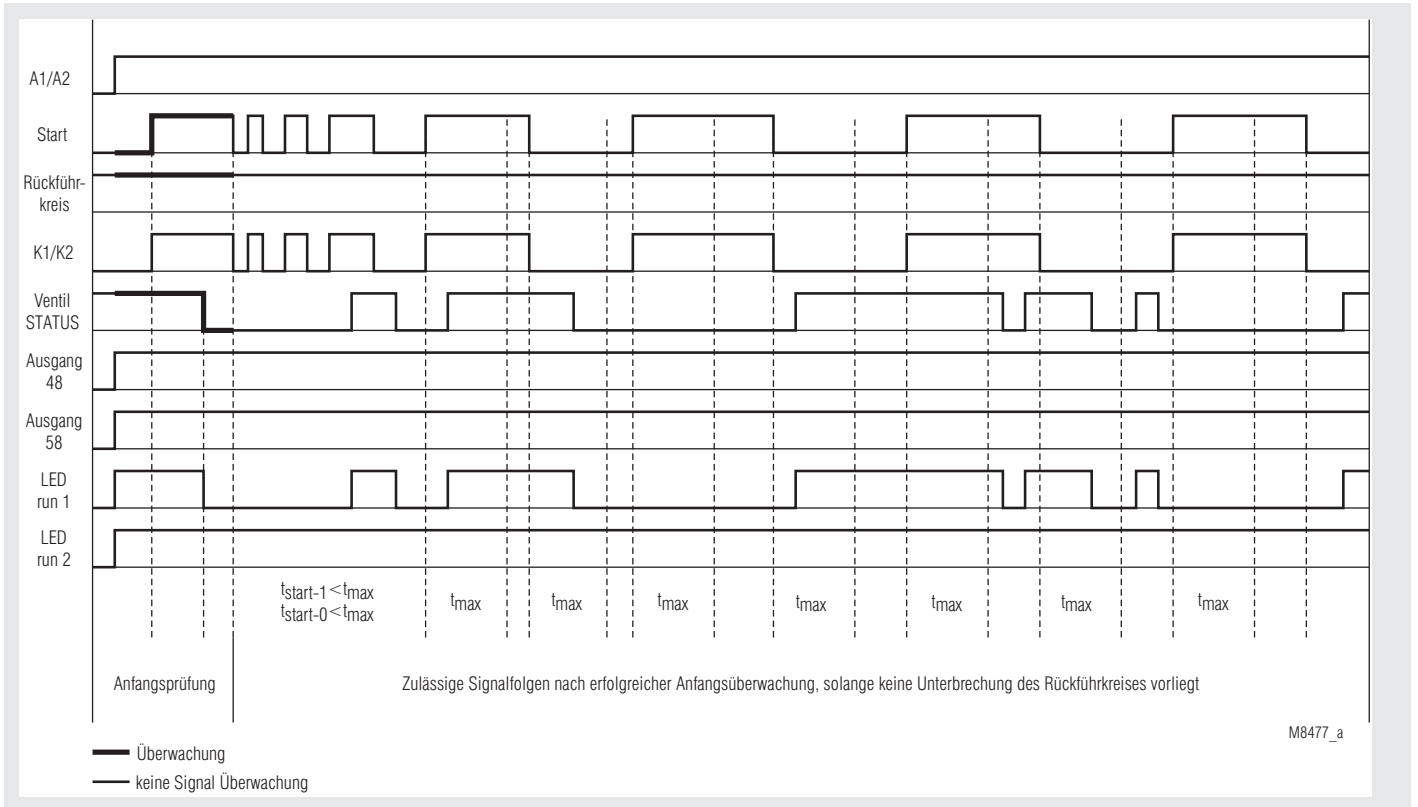 A1/A2
Start
Rückführ-
kreis
K1/K2
Ventil
STATUS
Ausgang
48
Ausgang
58
LED
run 1
LED
run 2
tstart-1<tmax
tstart-0<tmax
tmax
tmax
tmax
tmax
tmax
tmax
tmax
Anfangsprüfung
Zulässige Signalfolgen nach erfolgreicher Anfangsüberwachung, solange keine Unterbrechung des Rückführkreises vorliegt
M8477_a
Überwachung
keine Signal Überwachung